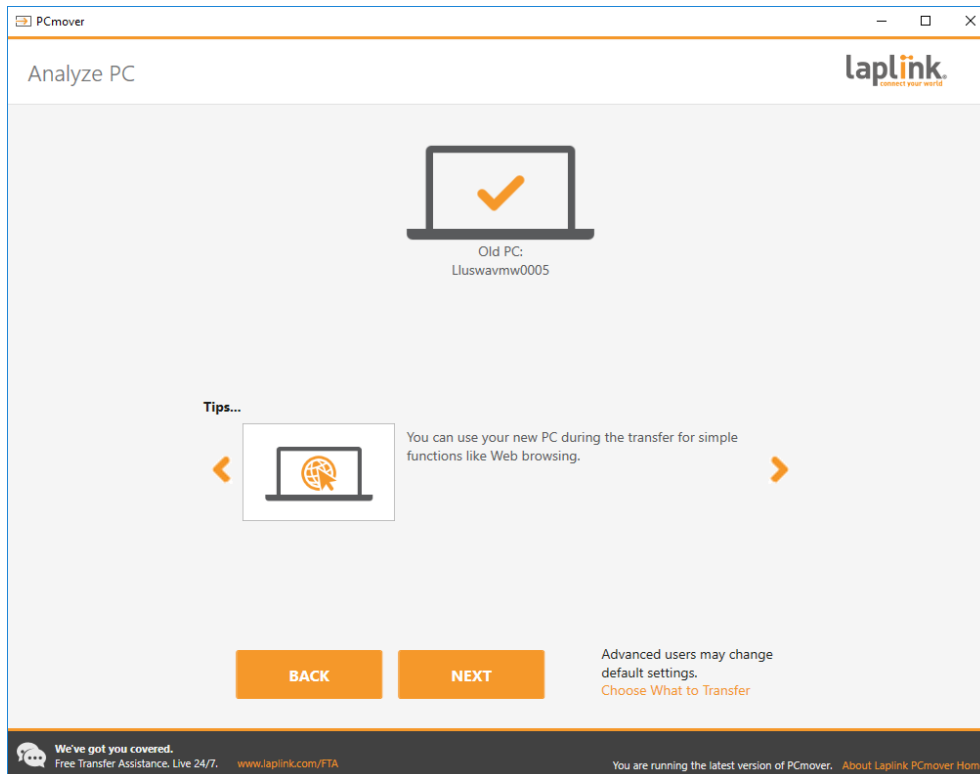 PCmover
Analyze PC
laplink.
connect your world
Old PC:
Lluswavmw0005
Tips...
You can use your new PC during the transfer for simple
functions like Web browsing.
BACK
NEXT
Advanced users may change
default settings.
Choose What to Transfer
We've got you covered.
Free Transfer Assistance. Live 24/7.
www.laplink.com/FTA
You are running the latest version of PCmover.
About Laplink PCmover Hom